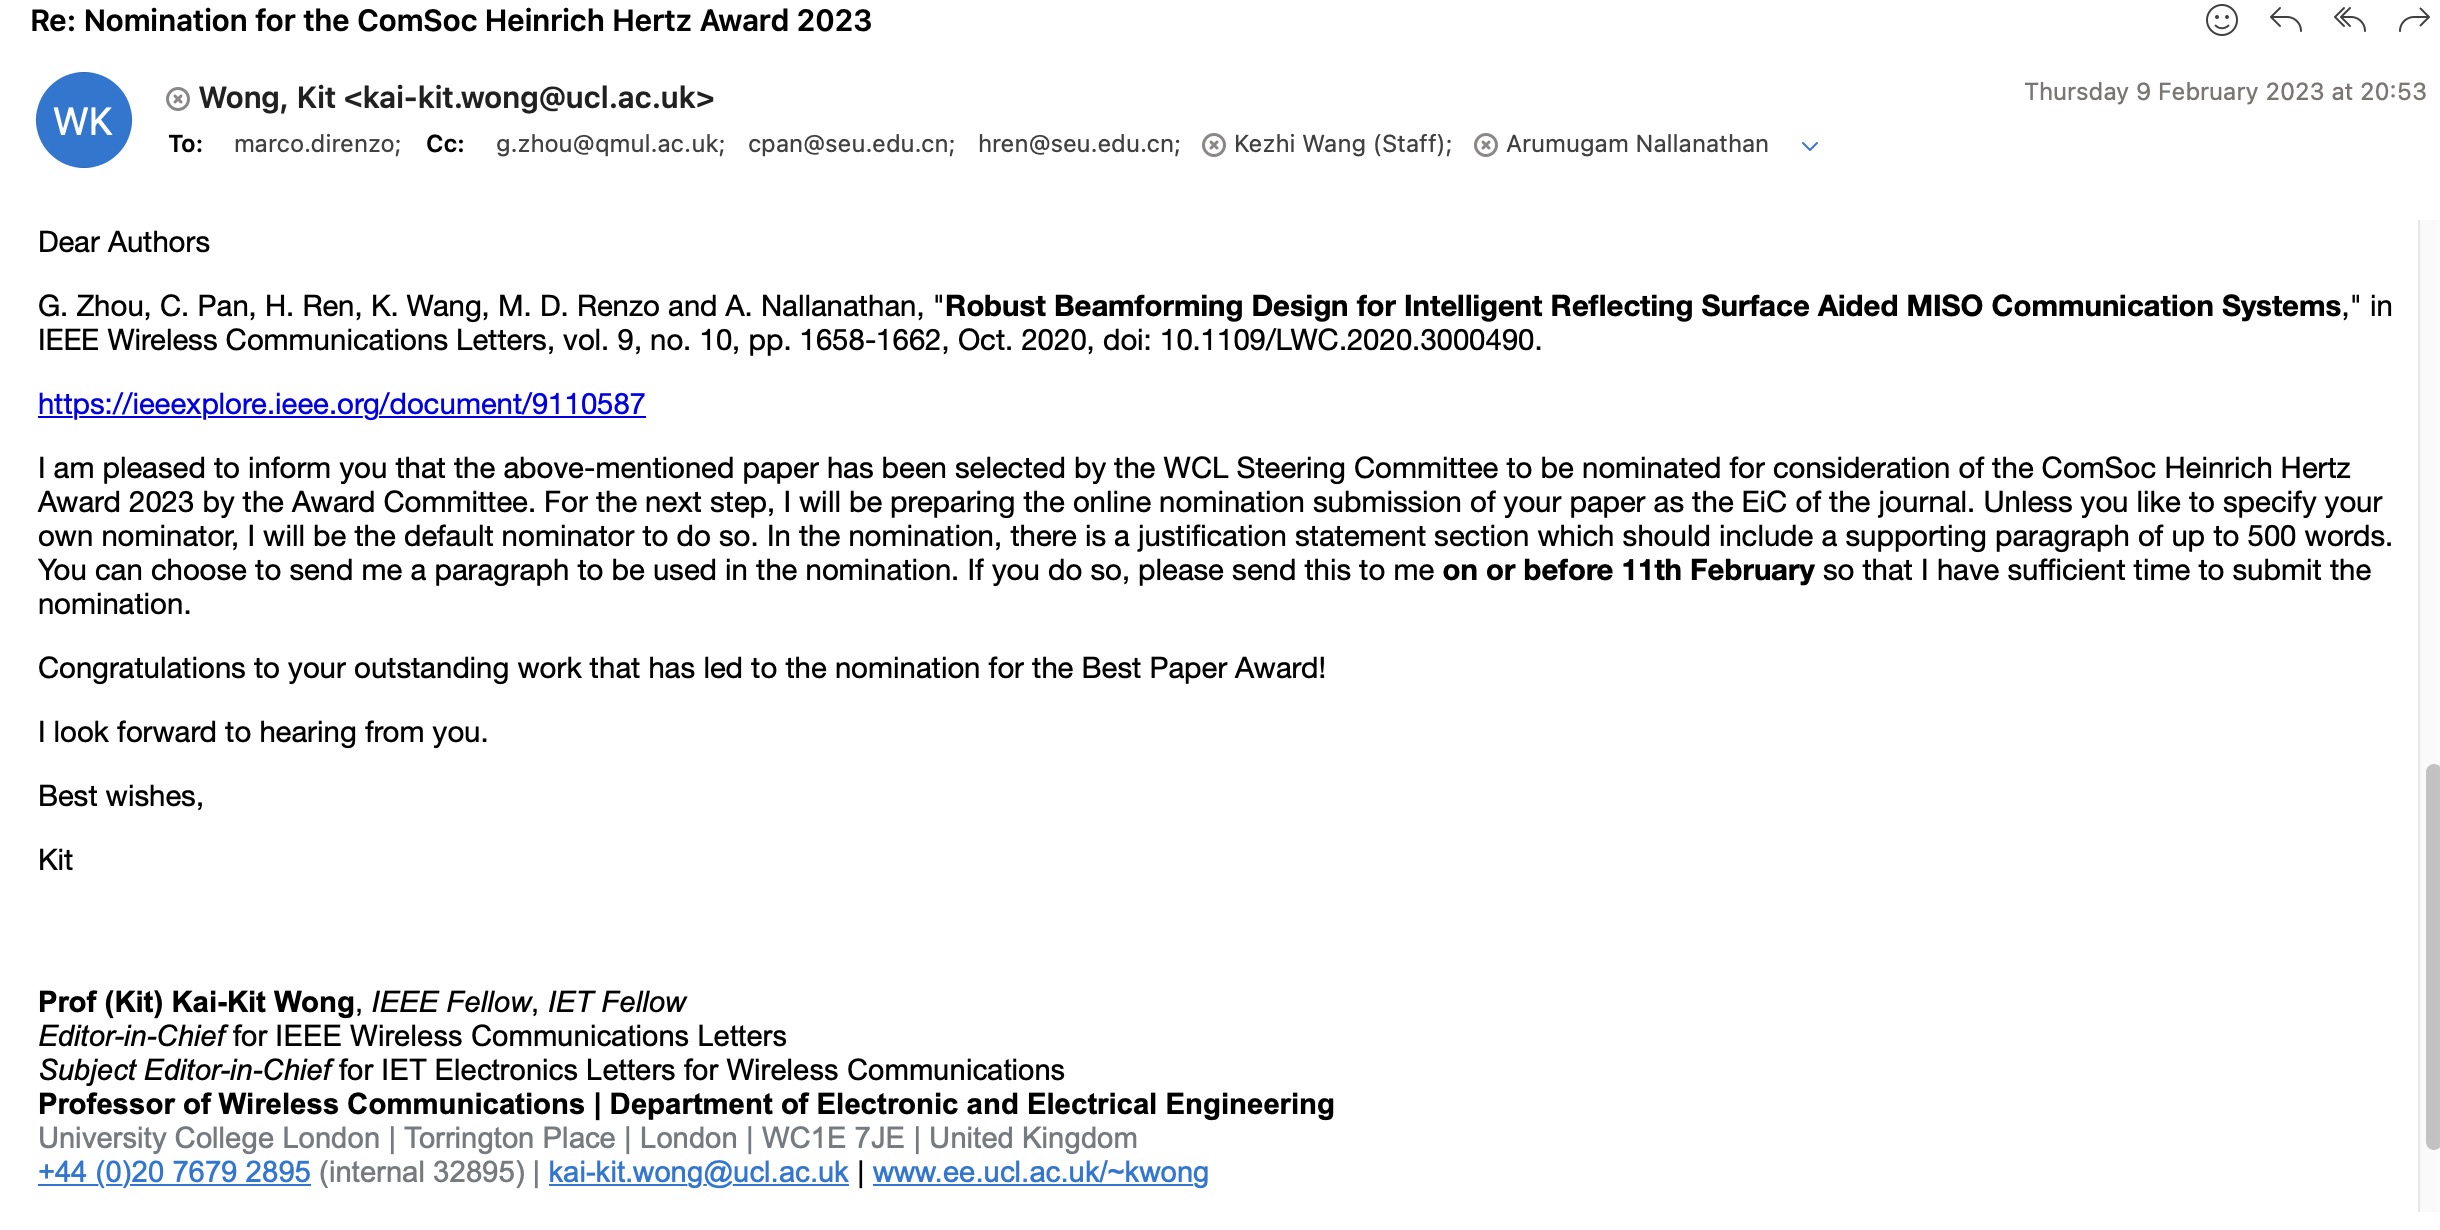 Re: Nomination for the ComSoc Heinrich Hertz Award 2023
WK
Wong, Kit <kai-kit.wong@ucl.ac.uk>
Thursday 9 February 2023 at 20:53
To: marco.direnzo; Cc: g.zhou@qmul.ac.uk; cpan@seu.edu.cn; hren@seu.edu.cn; Kezhi Wang (Staff); Arumugam Nallanathan
Dear Authors
G. Zhou, C. Pan, H. Ren, K. Wang, M. D. Renzo and A. Nallanathan, "Robust Beamforming Design for Intelligent Reflecting Surface Aided MISO Communication Systems," in
IEEE Wireless Communications Letters, vol. 9, no. 10, pp. 1658-1662, Oct. 2020, doi: 10.1109/LWC.2020.3000490.
https://ieeexplore.ieee.org/document/9110587
I am pleased to inform you that the above-mentioned paper has been selected by the WCL Steering Committee to be nominated for consideration of the ComSoc Heinrich Hertz
Award 2023 by the Award Committee. For the next step, I will be preparing the online nomination submission of your paper as the EiC of the journal. Unless you like to specify your
own nominator, I will be the default nominator to do so. In the nomination, there is a justification statement section which should include a supporting paragraph of up to 500 words.
You can choose to send me a paragraph to be used in the nomination. If you do so, please send this to me on or before 11th February so that I have sufficient time to submit the
nomination.
Congratulations to your outstanding work that has led to the nomination for the Best Paper Award!
I look forward to hearing from you.
Best wishes,
Kit
Prof (Kit) Kai-Kit Wong, IEEE Fellow, IET Fellow
Editor-in-Chief for IEEE Wireless Communications Letters
Subject Editor-in-Chief for IET Electronics Letters for Wireless Communications
Professor of Wireless Communications | Department of Electronic and Electrical Engineering
University College London | Torrington Place | London | WC1E 7JE | United Kingdom
+44 (0)20 7679 2895 (internal 32895) | kai-kit.wong@ucl.ac.uk | www.ee.ucl.ac.uk/~kwong